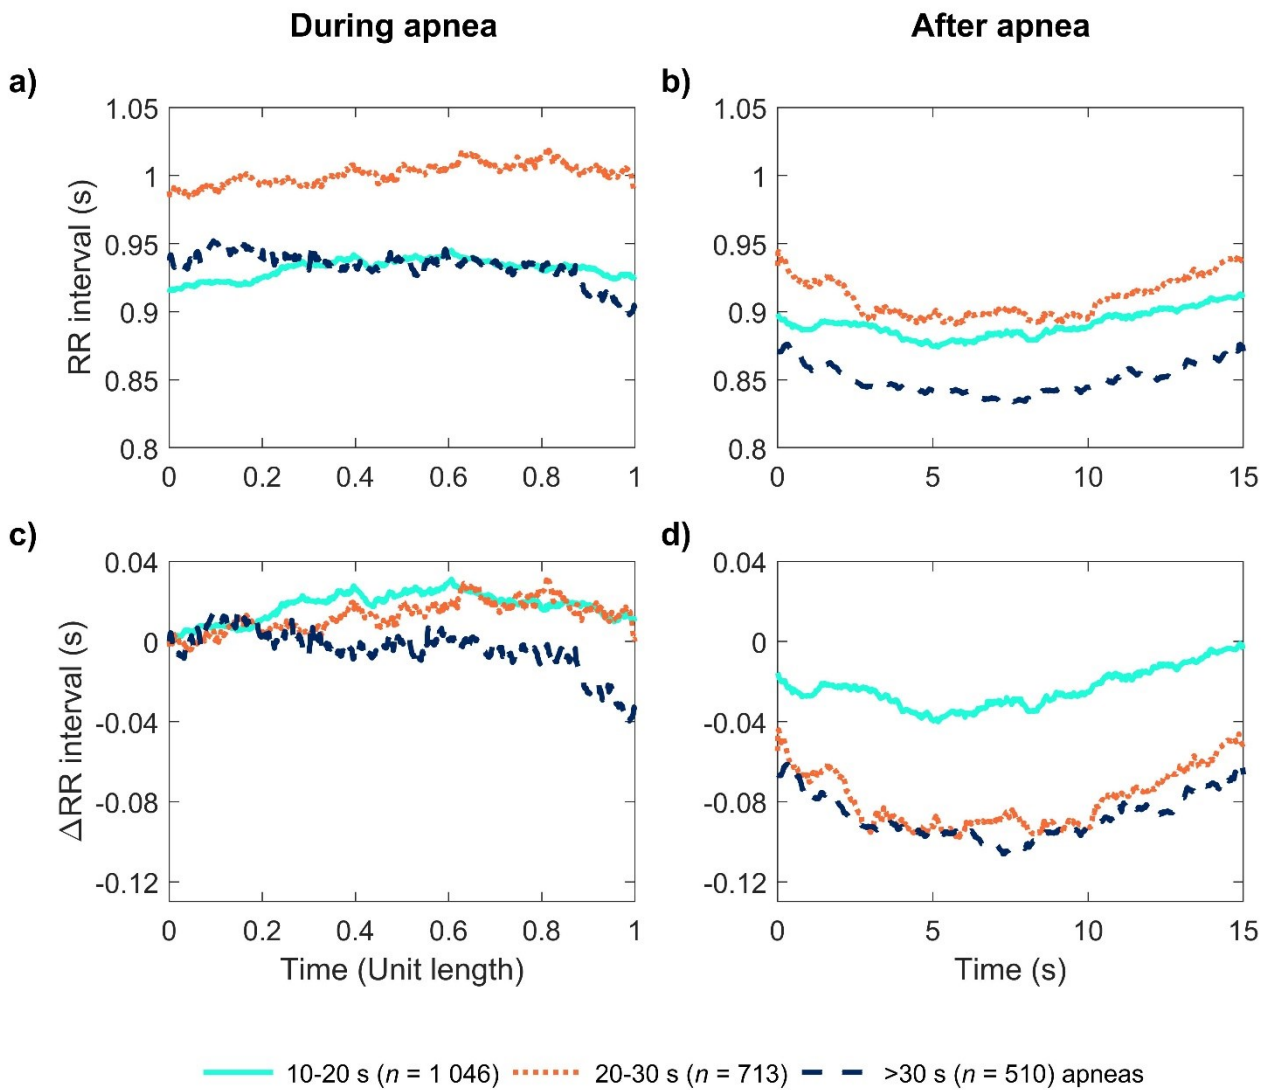 During apnea
After apnea
a)
b)
1.05
1
0.95
0.9
0.85
0.8
RR interval (s)
0 0.2 0.4 0.6 0.8 1
1.05
1
0.95
0.9
0.85
0.8
0 5 10 15
c)
d)
0.04
0
-0.04
-0.08
-0.12
ΔRR interval (s)
0 0.2 0.4 0.6 0.8 1
Time (Unit length)
0.04
0
-0.04
-0.08
-0.12
0 5 10 15
Time (s)
10-20 s (n = 1 046) 20-30 s (n = 713) >30 s (n = 510) apneas